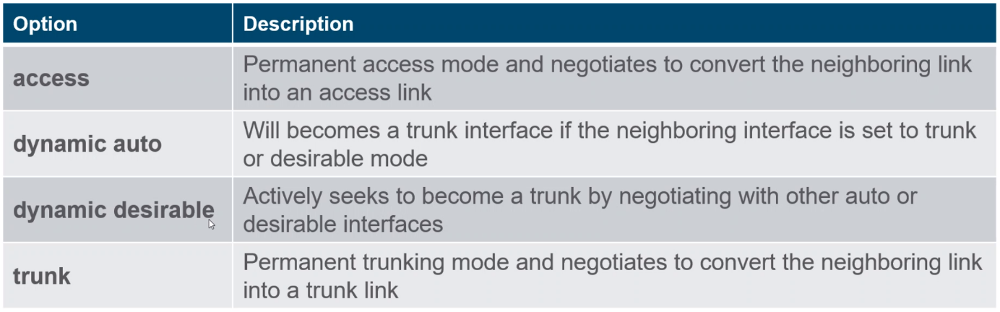 Option
Description
access
Permanent access mode and negotiates to convert the neighboring link
into an access link
dynamic auto
Will becomes a trunk interface if the neighboring interface is set to trunk
or desirable mode
dynamic desirable
Actively seeks to become a trunk by negotiating with other auto or
desirable interfaces
trunk
Permanent trunking mode and negotiates to convert the neighboring link
into a trunk link